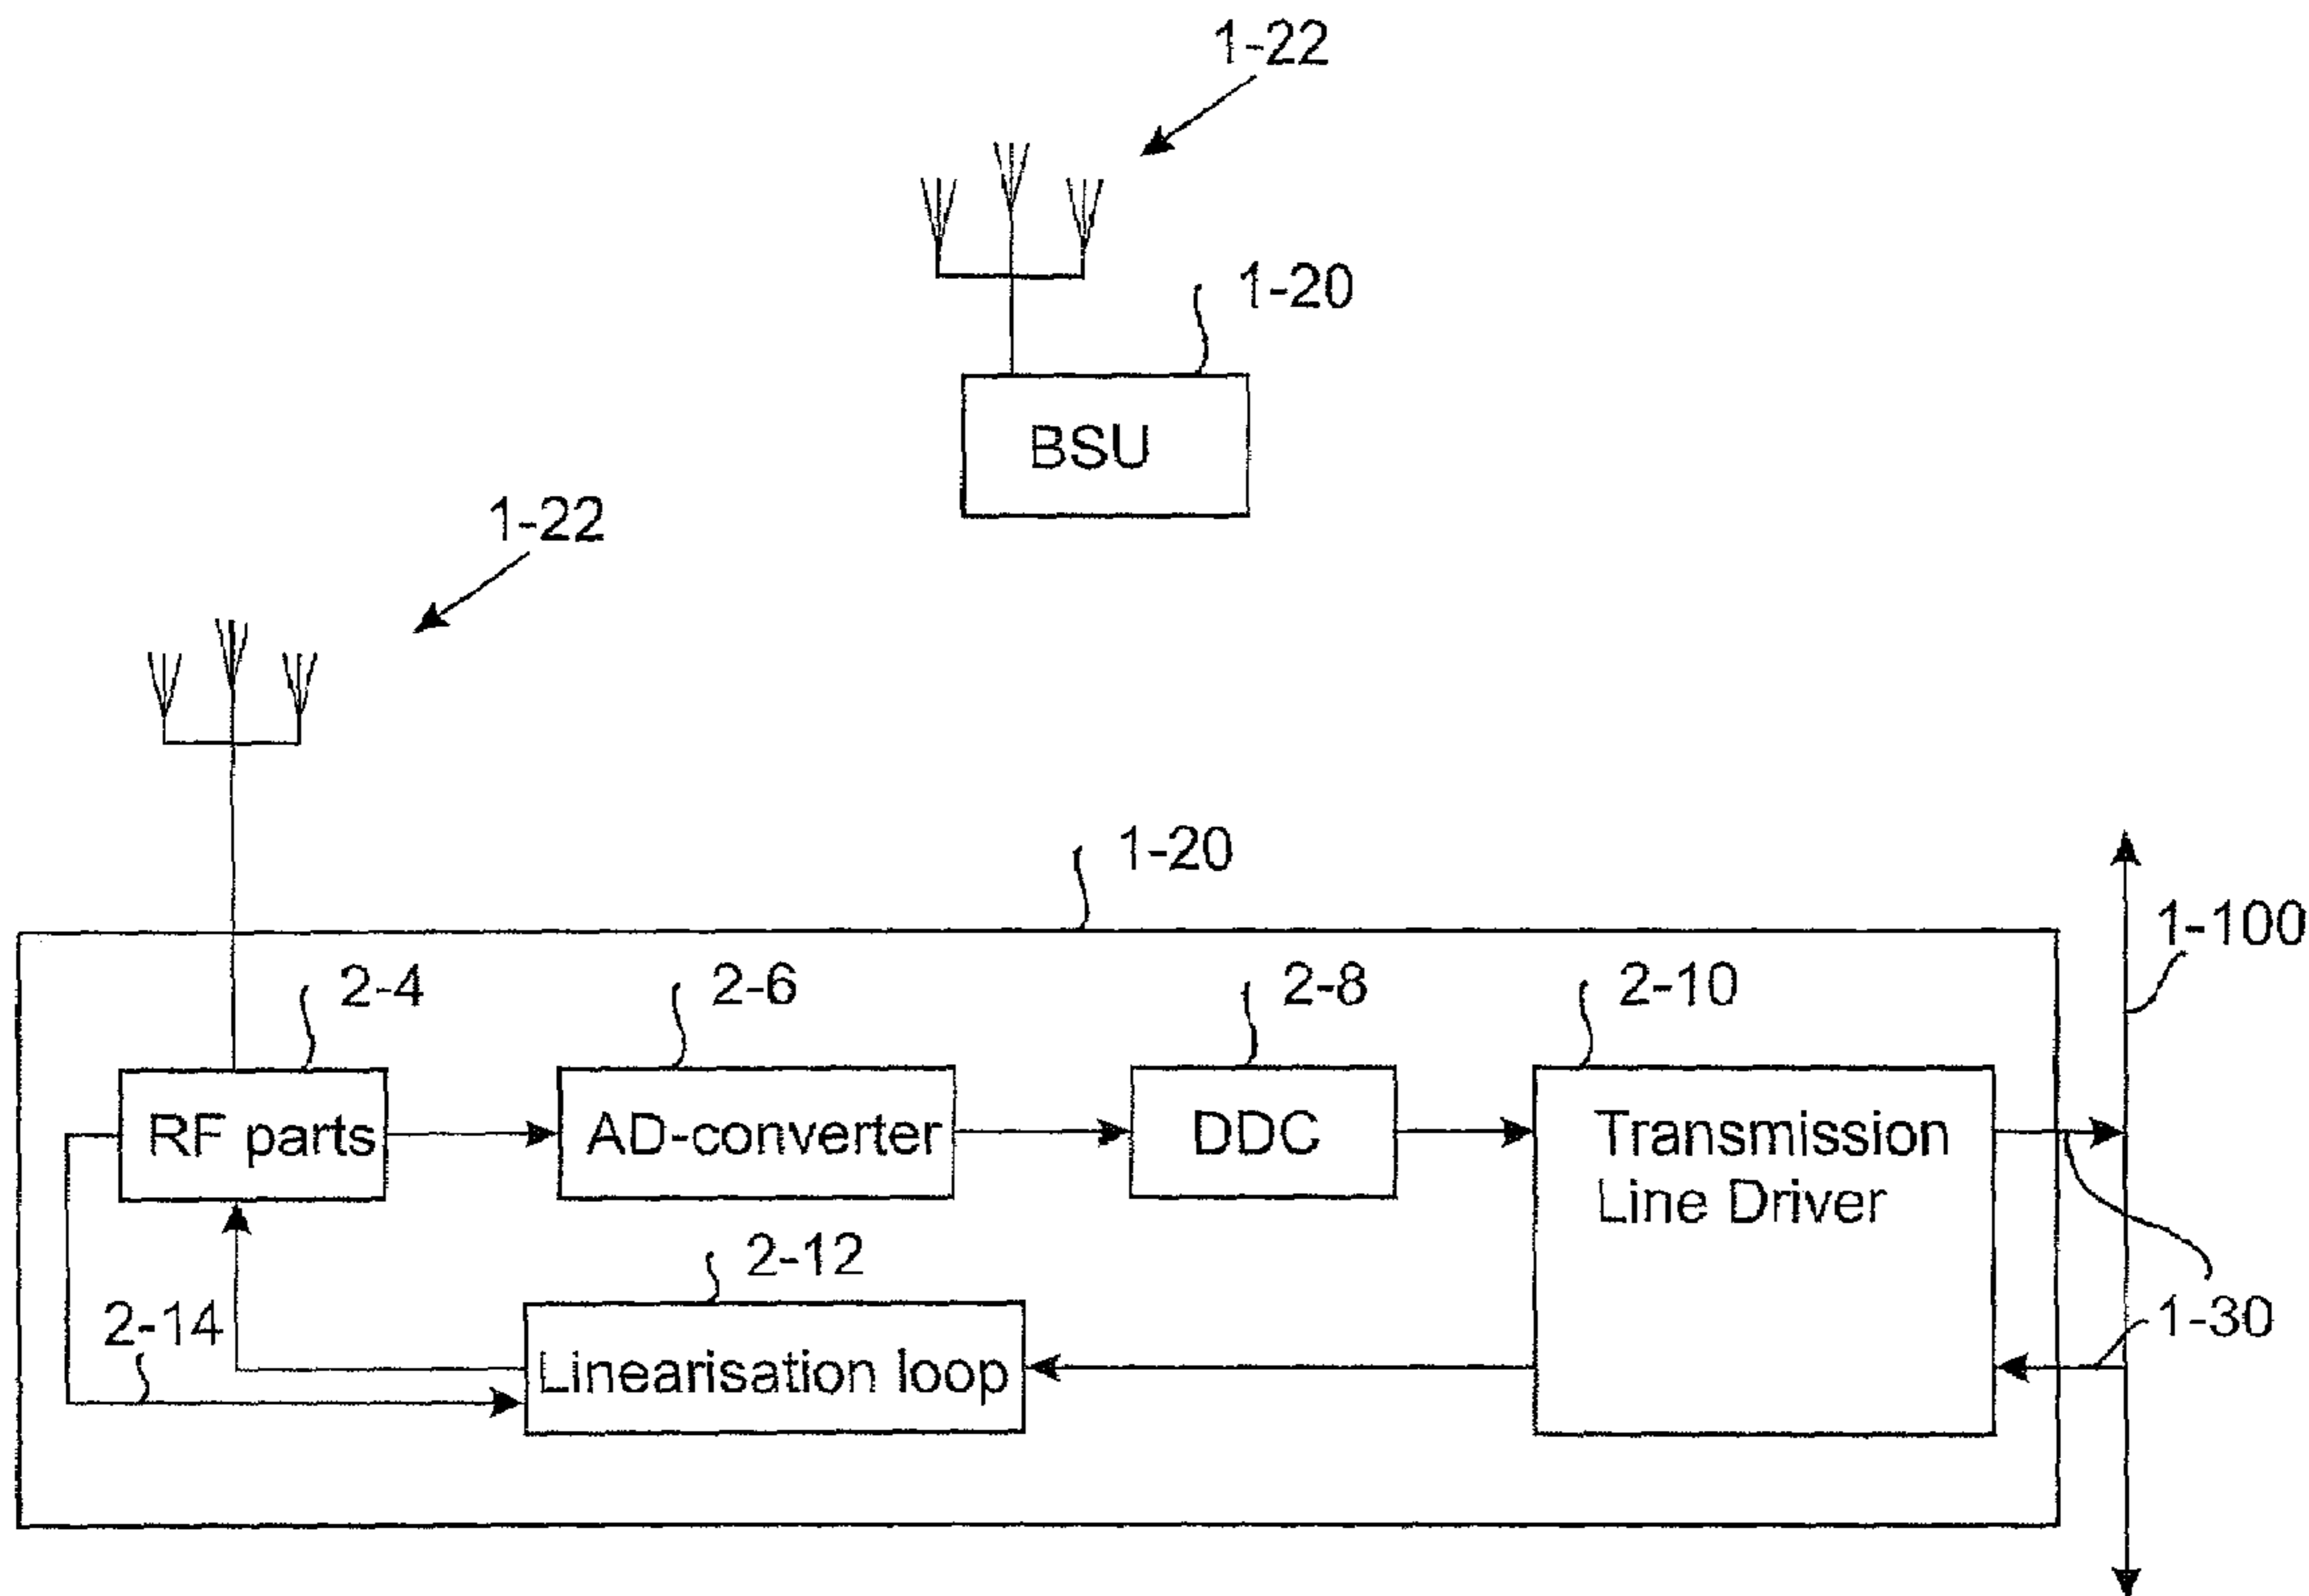 1-22
1-20
BSU
1-22
1-20
1-100
2-4
2-6
2-8
2-10
RF parts
AD-converter
DDC
Transmission
Line Driver
2-12
2-14
1-30
Linearisation loop